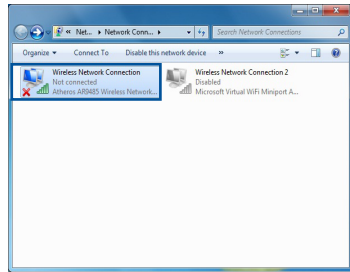 « Net... ▸ Network Conn... ▸
Search Network Connections
Organize ▾ Connect To Disable this network device »
Wireless Network Connection
Not connected
Atheros AR9485 Wireless Network...
Wireless Network Connection 2
Disabled
Microsoft Virtual WiFi Miniport A...